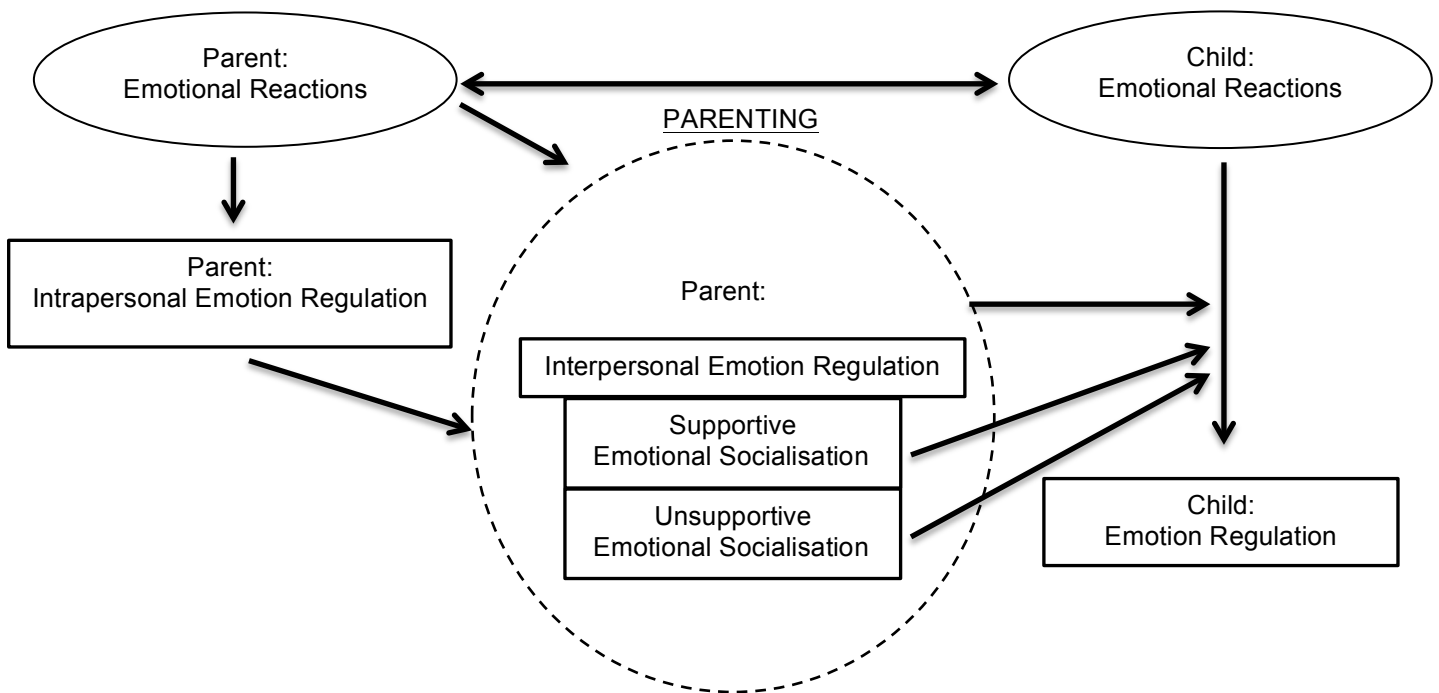 Parent:
Emotional Reactions
Child:
Emotional Reactions
PARENTING
Parent:
Intrapersonal Emotion Regulation
Parent:
Interpersonal Emotion Regulation
Supportive
Emotional Socialisation
Unsupportive
Emotional Socialisation
Child:
Emotion Regulation